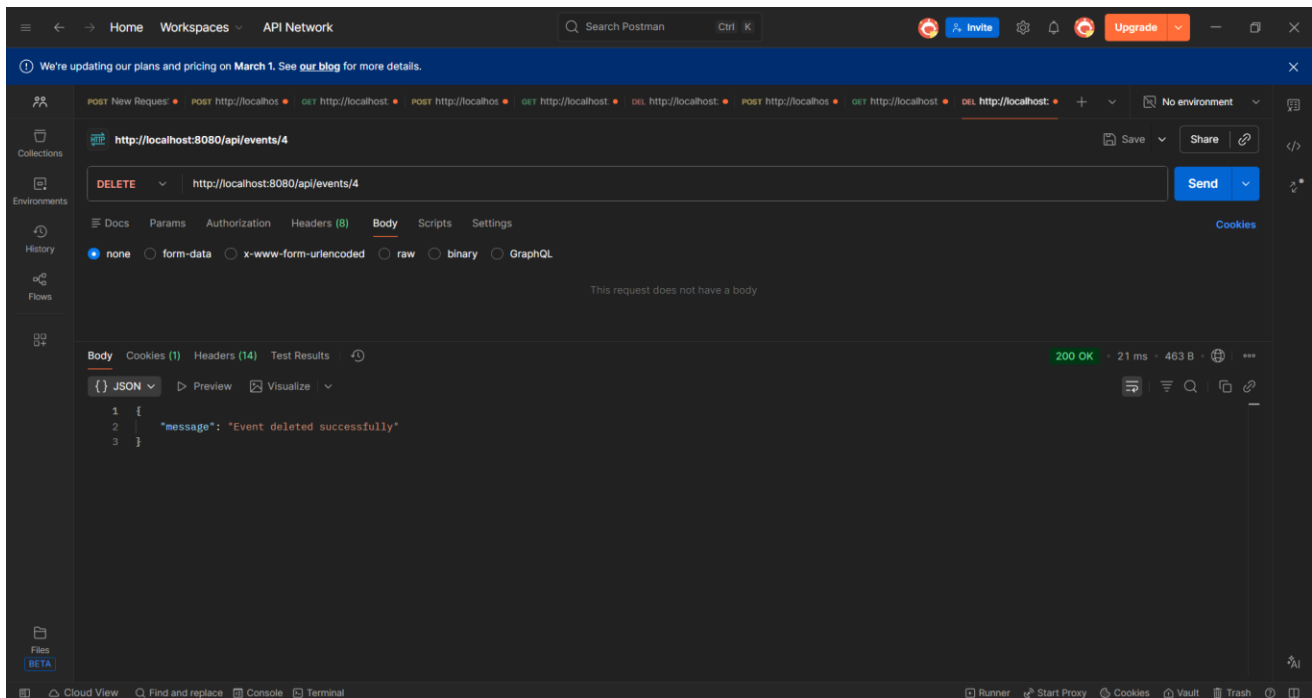 Home Workspaces API Network Search Postman Ctrl K Invite Upgrade
We're updating our plans and pricing on March 1. See our blog for more details.
POST New Reques POST http://localhos GET http://localhost: POST http://localhos GET http://localhost: DEL http://localhost: POST http://localhos GET http://localhost DEL http://localhost: No environment
HTTP http://localhost:8080/api/events/4 Save Share
Collections
DELETE http://localhost:8080/api/events/4 Send
Environments
Docs Params Authorization Headers (8) Body Scripts Settings Cookies
History
none form-data x-www-form-urlencoded raw binary GraphQL
Flows
This request does not have a body
Body Cookies (1) Headers (14) Test Results 200 OK 21 ms 463 B
{} JSON Preview Visualize
1 {
2 "message": "Event deleted successfully"
3 }
Files
BETA
AI
Cloud View Find and replace Console Terminal Runner Start Proxy Cookies Vault Trash